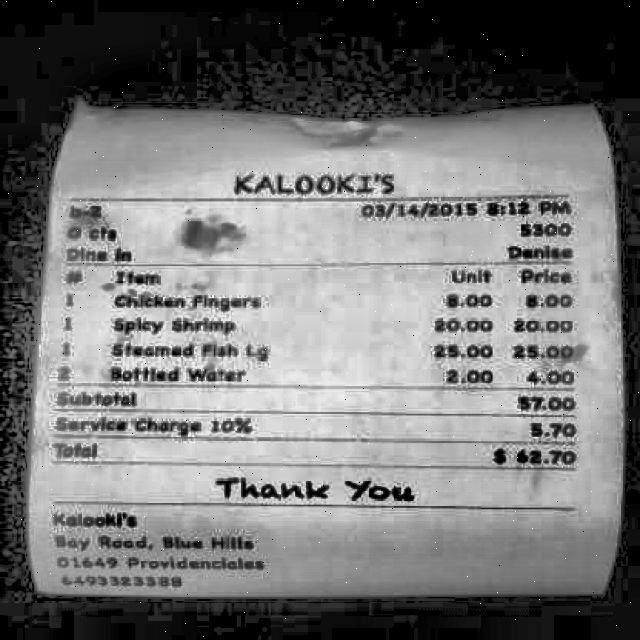 KALOOKI'S
b-2 03/14/2015 8:12 PM
0 cts 5300
Dine in Denise
# Item Unit Price
1 Chicken Fingers 8.00 8.00
1 Spicy Shrimp 20.00 20.00
1 Steamed Fish Lg 25.00 25.00
2 Bottled Water 2.00 4.00
Subtotal 57.00
Service Charge 10% 5.70
Total $ 62.70
Thank You
Kalooki's
Bay Road, Blue Hills
01649 Providenciales
6493323388